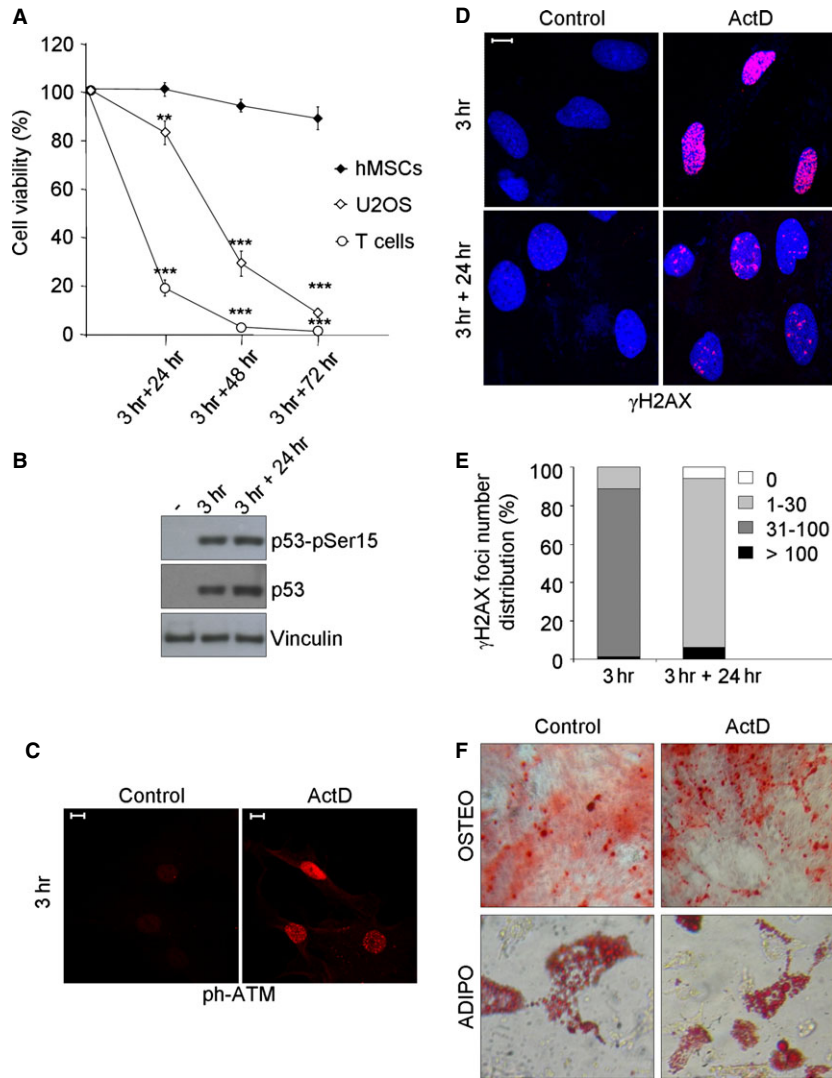 A
120
100
80
60
40
20
0
Cell viability (%)
**
***
***
***
***
***
hMSCs
U2OS
T cells
3 hr+24 hr
3 hr+48 hr
3 hr+72 hr
B
-
3 hr
3 hr + 24 hr
p53-pSer15
p53
Vinculin
C
Control
ActD
3 hr
ph-ATM
D
Control
ActD
3 hr
3 hr + 24 hr
γH2AX
E
100
80
60
40
20
0
γH2AX foci number
distribution (%)
0
1-30
31-100
> 100
3 hr
3 hr + 24 hr
F
Control
ActD
OSTEO
ADIPO